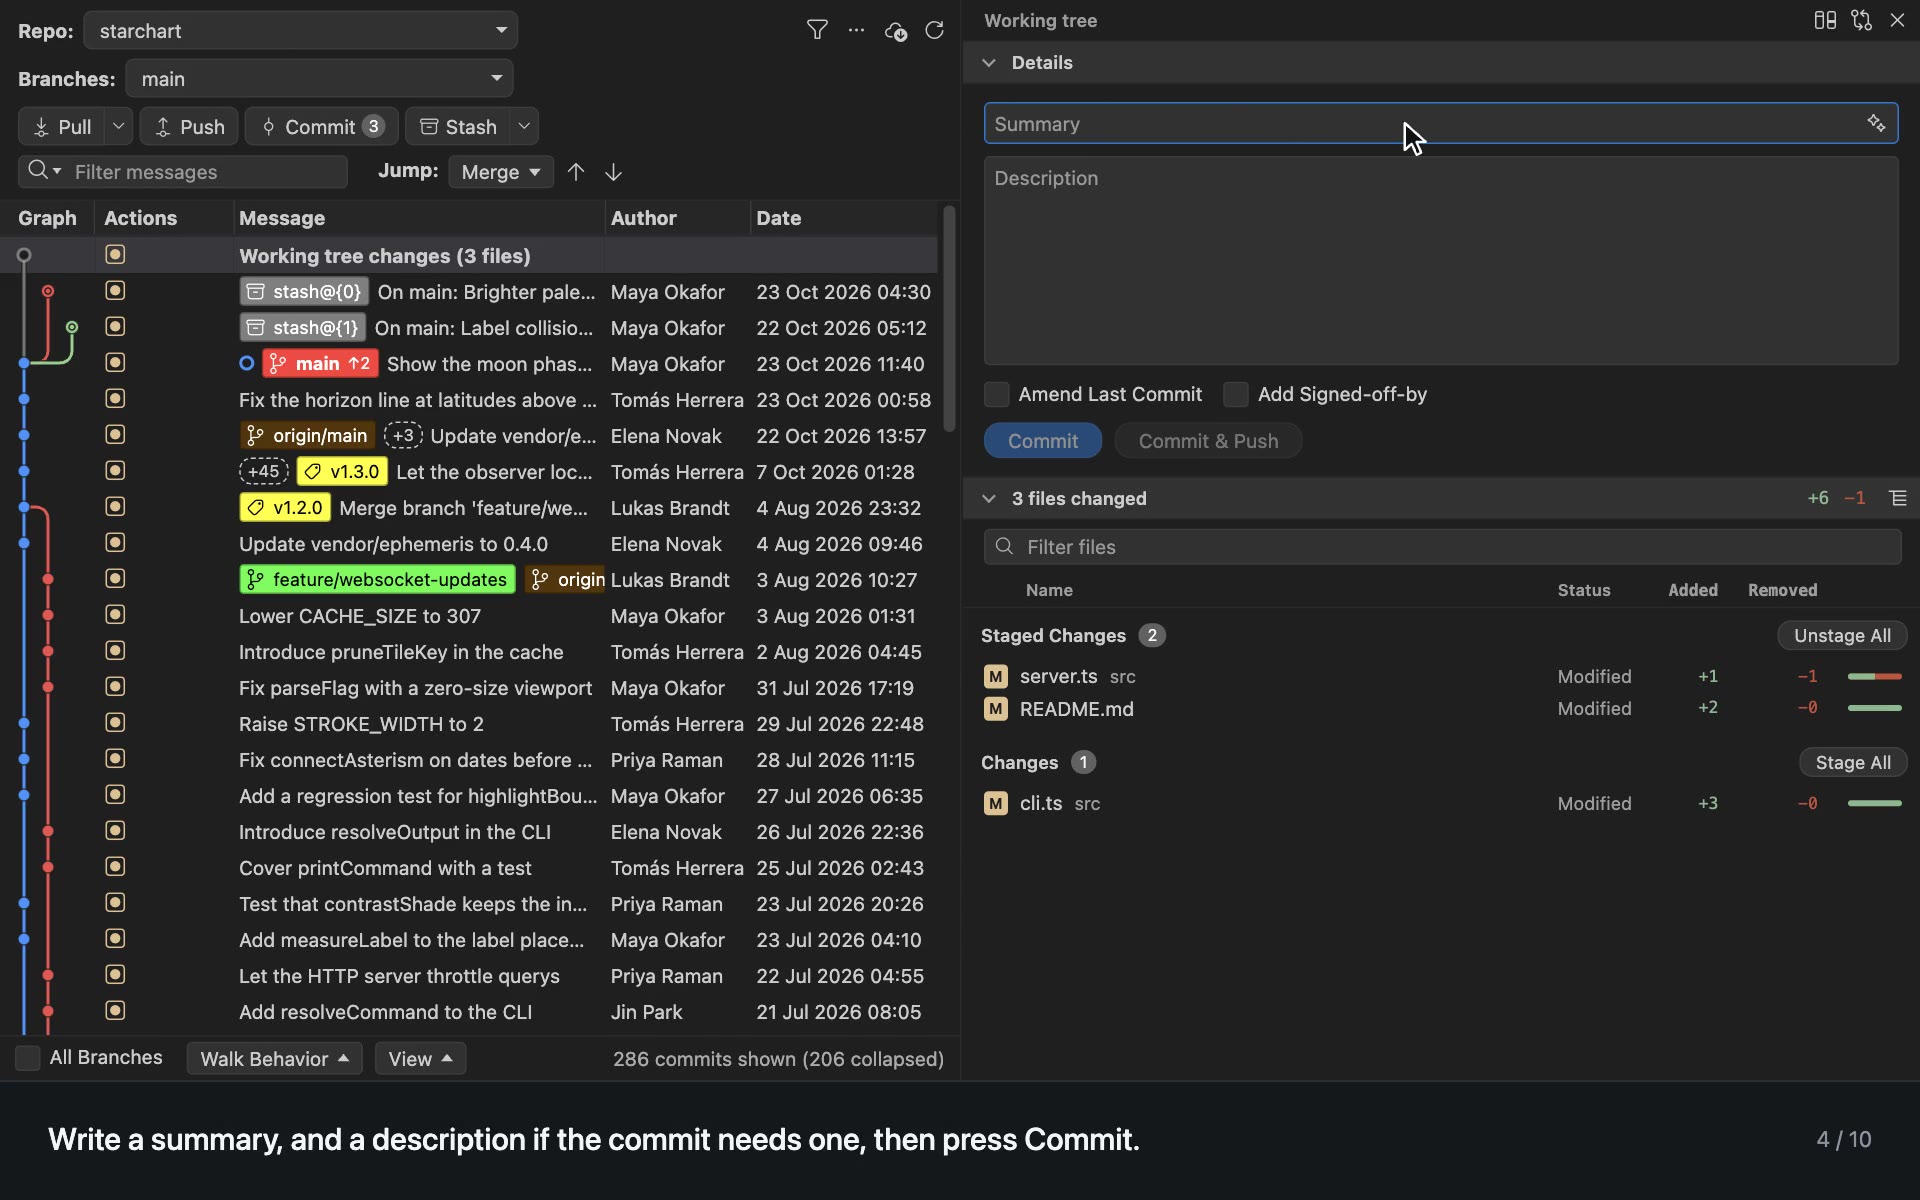 Repo: starchart
Branches: main
Pull Push Commit 3 Stash
Filter messages Jump: Merge
Graph Actions Message Author Date
Working tree changes (3 files)
stash@{0} On main: Brighter pale... Maya Okafor 23 Oct 2026 04:30
stash@{1} On main: Label collisio... Maya Okafor 22 Oct 2026 05:12
main ↑2 Show the moon phas... Maya Okafor 23 Oct 2026 11:40
Fix the horizon line at latitudes above ... Tomás Herrera 23 Oct 2026 00:58
origin/main +3 Update vendor/e... Elena Novak 22 Oct 2026 13:57
+45 v1.3.0 Let the observer loc... Tomás Herrera 7 Oct 2026 01:28
v1.2.0 Merge branch 'feature/we... Lukas Brandt 4 Aug 2026 23:32
Update vendor/ephemeris to 0.4.0 Elena Novak 4 Aug 2026 09:46
feature/websocket-updates origin Lukas Brandt 3 Aug 2026 10:27
Lower CACHE_SIZE to 307 Maya Okafor 3 Aug 2026 01:31
Introduce pruneTileKey in the cache Tomás Herrera 2 Aug 2026 04:45
Fix parseFlag with a zero-size viewport Maya Okafor 31 Jul 2026 17:19
Raise STROKE_WIDTH to 2 Tomás Herrera 29 Jul 2026 22:48
Fix connectAsterism on dates before ... Priya Raman 28 Jul 2026 11:15
Add a regression test for highlightBou... Maya Okafor 27 Jul 2026 06:35
Introduce resolveOutput in the CLI Elena Novak 26 Jul 2026 22:36
Cover printCommand with a test Tomás Herrera 25 Jul 2026 02:43
Test that contrastShade keeps the in... Priya Raman 23 Jul 2026 20:26
Add measureLabel to the label place... Maya Okafor 23 Jul 2026 04:10
Let the HTTP server throttle querys Priya Raman 22 Jul 2026 04:55
Add resolveCommand to the CLI Jin Park 21 Jul 2026 08:05
All Branches Walk Behavior View 286 commits shown (206 collapsed)
Working tree
Details
Summary
Description
Amend Last Commit Add Signed-off-by
Commit Commit & Push
3 files changed +6 −1
Filter files
Name Status Added Removed
Staged Changes 2 Unstage All
M server.ts src Modified +1 −1
M README.md Modified +2 −0
Changes 1 Stage All
M cli.ts src Modified +3 −0
Write a summary, and a description if the commit needs one, then press Commit.
4 / 10